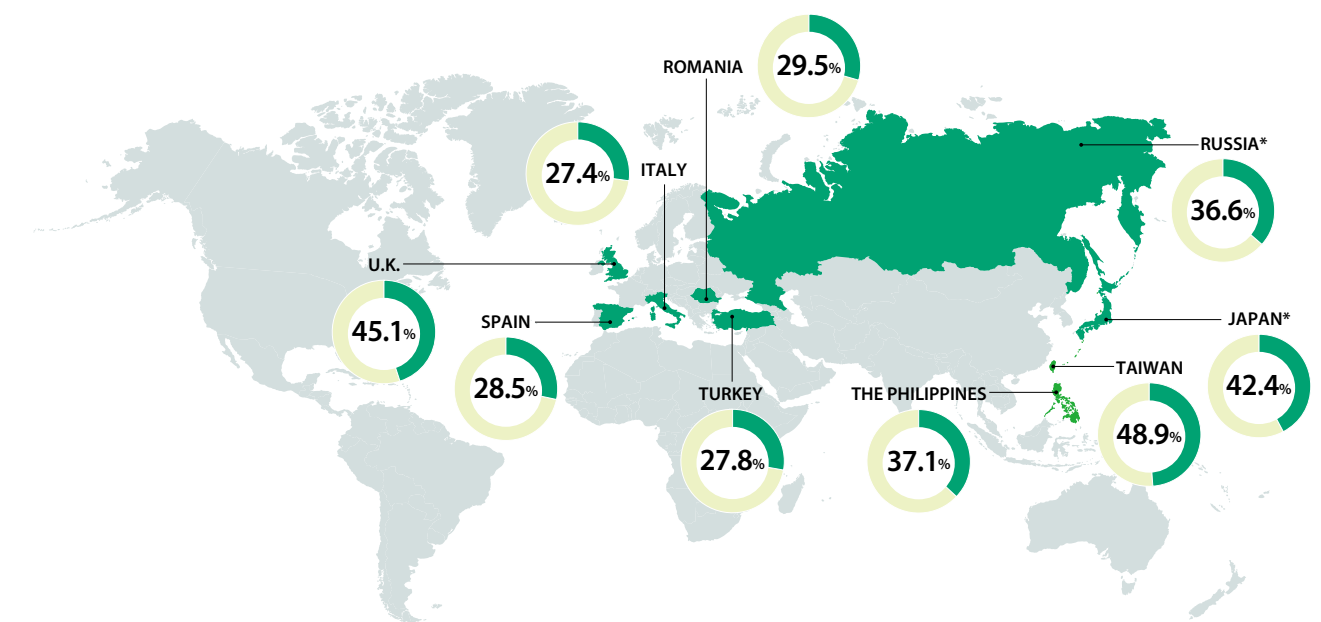 ROMANIA
29.5%
ITALY
27.4%
RUSSIA*
36.6%
U.K.
45.1%
SPAIN
28.5%
JAPAN*
42.4%
TAIWAN
48.9%
TURKEY
27.8%
THE PHILIPPINES
37.1%